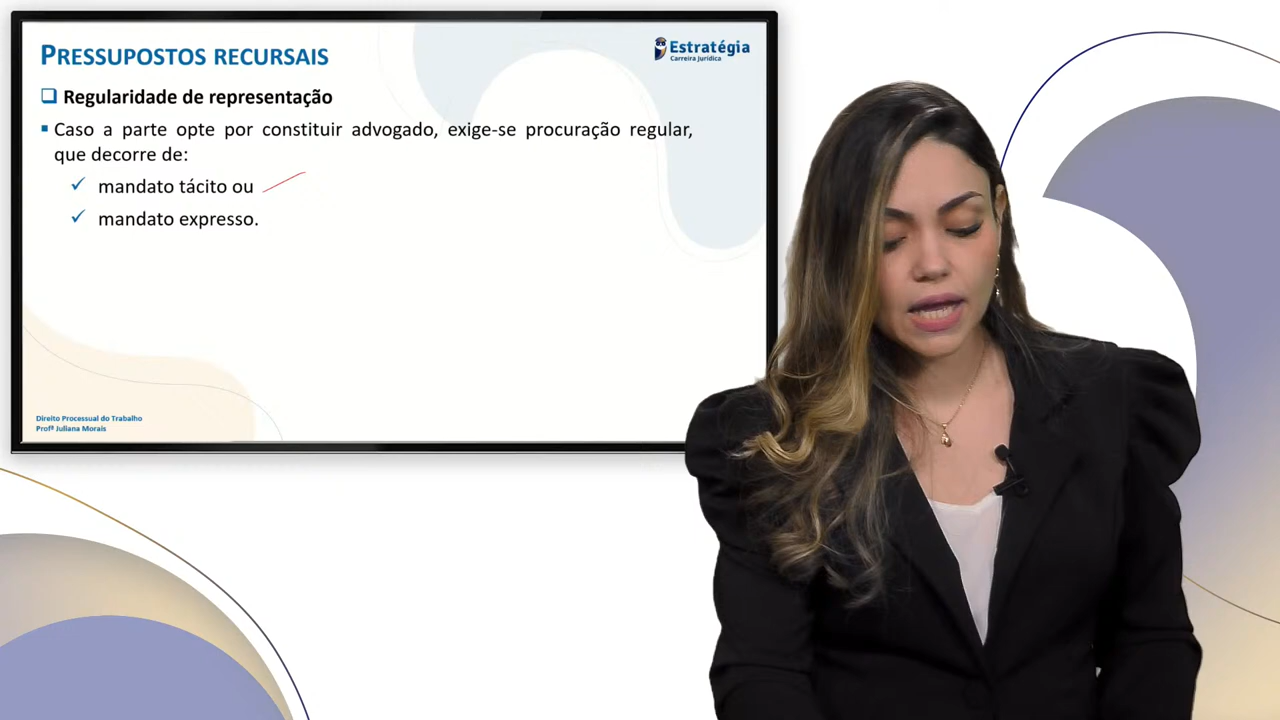 PRESSUPOSTOS RECURSAIS
Estratégia
Carreira Jurídica
Regularidade de representação
Caso a parte opte por constituir advogado, exige-se procuração regular,
que decorre de:
mandato tácito ou
mandato expresso.
Direito Processual do Trabalho
Profª Juliana Morais